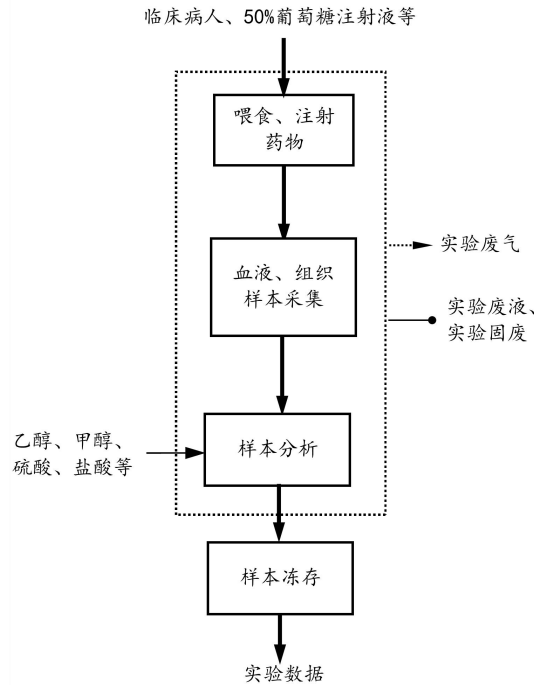 临床病人、50%葡萄糖注射液等
喂食、注射
药物
实验废气
血液、组织
样本采集
实验废液、
实验固废
乙醇、甲醇、
硫酸、盐酸等
样本分析
样本冻存
实验数据